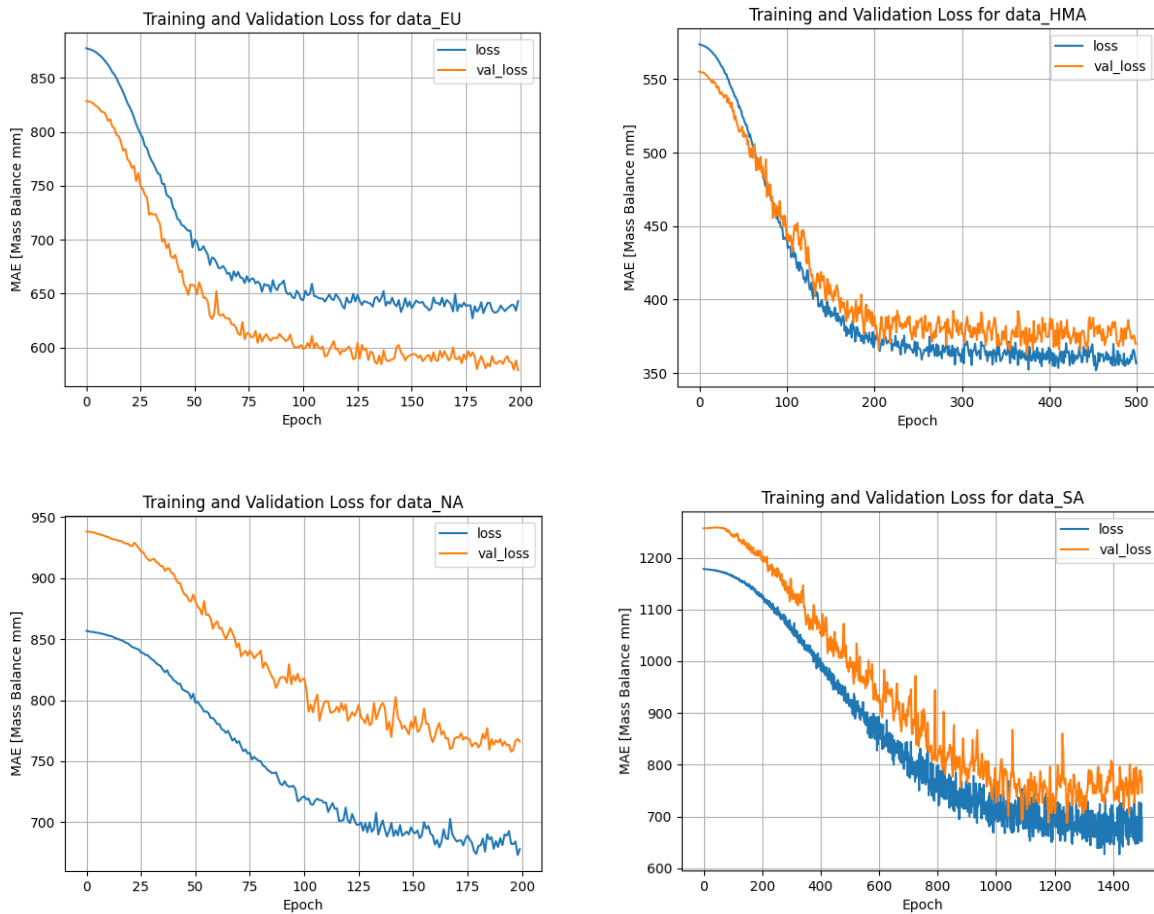 Training and Validation Loss for data_EU
loss
val_loss
850
800
750
700
650
600
MAE [Mass Balance mm]
0 25 50 75 100 125 150 175 200
Epoch
Training and Validation Loss for data_HMA
loss
val_loss
550
500
450
400
350
MAE [Mass Balance mm]
0 100 200 300 400 500
Epoch
Training and Validation Loss for data_NA
loss
val_loss
950
900
850
800
750
700
MAE [Mass Balance mm]
0 25 50 75 100 125 150 175 200
Epoch
Training and Validation Loss for data_SA
loss
val_loss
1200
1100
1000
900
800
700
600
MAE [Mass Balance mm]
0 200 400 600 800 1000 1200 1400
Epoch